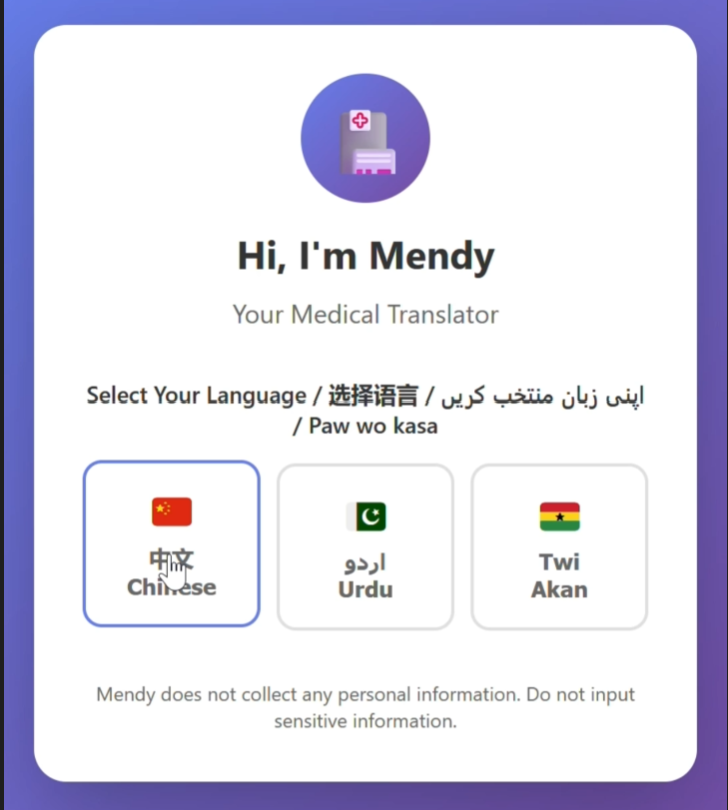 Hi, I'm Mendy
Your Medical Translator
Select Your Language / 选择语言 / اپنی زبان منتخب کریں
/ Paw wo kasa
中文
Chinese
اردو
Urdu
Twi
Akan
Mendy does not collect any personal information. Do not input
sensitive information.